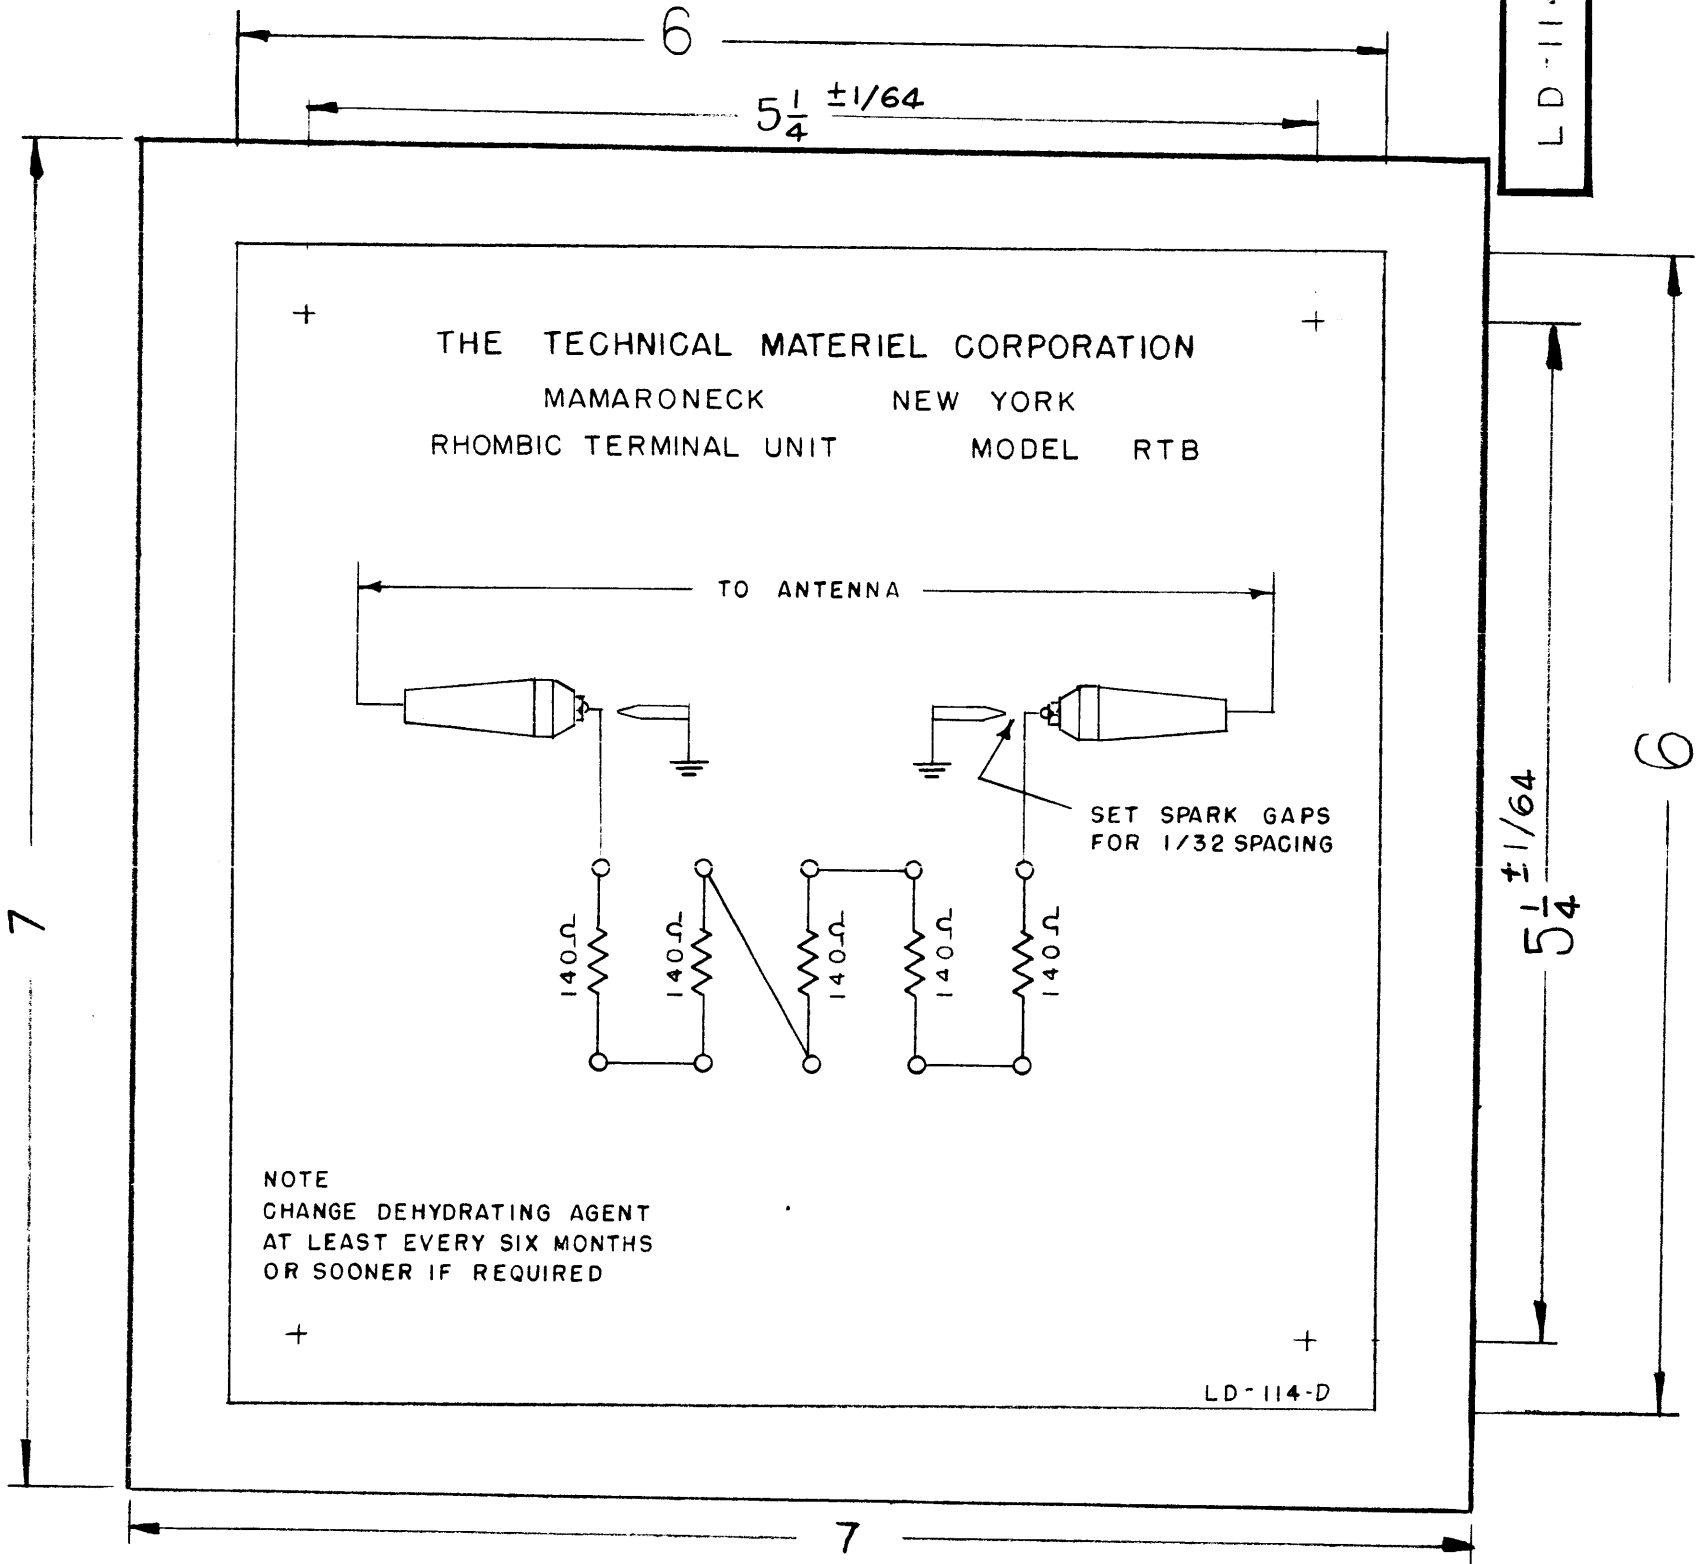 6
5 1/4 ±1/64
LD-11
THE TECHNICAL MATERIEL CORPORATION
MAMARONECK NEW YORK
RHOMBIC TERMINAL UNIT MODEL RTB
TO ANTENNA
SET SPARK GAPS
FOR 1/32 SPACING
140Ω
140Ω
140Ω
140Ω
140Ω
NOTE
CHANGE DEHYDRATING AGENT
AT LEAST EVERY SIX MONTHS
OR SOONER IF REQUIRED
LD-114-D
7
5 1/4 ±1/64
6
7